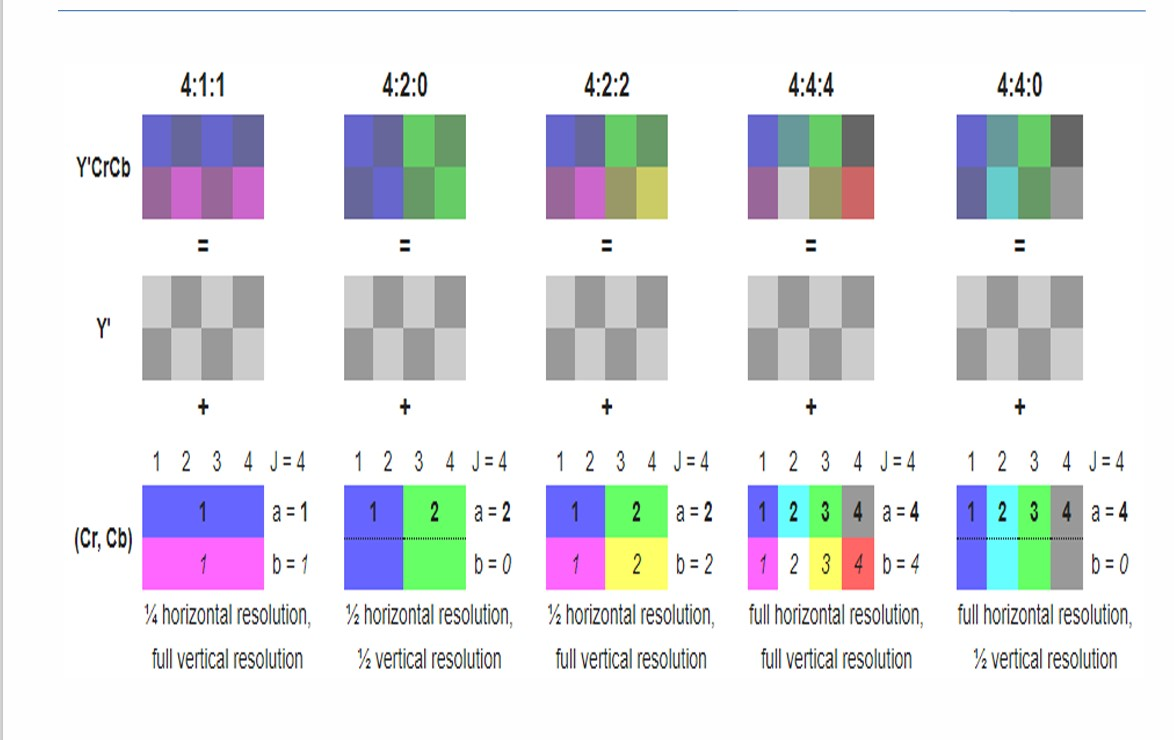 4:1:1 4:2:0 4:2:2 4:4:4 4:4:0
Y'CrCb
= = = = =
Y'
+ + + + +
1 2 3 4 J = 4 1 2 3 4 J = 4 1 2 3 4 J = 4 1 2 3 4 J = 4 1 2 3 4 J = 4
1 a = 1 1 2 a = 2 1 2 a = 2 1 2 3 4 a = 4 1 2 3 4 a = 4
(Cr, Cb)
1 b = 1 b = 0 1 2 b = 2 1 2 3 4 b = 4 b = 0
¼ horizontal resolution, ½ horizontal resolution, ½ horizontal resolution, full horizontal resolution, full horizontal resolution,
full vertical resolution ½ vertical resolution full vertical resolution full vertical resolution ½ vertical resolution